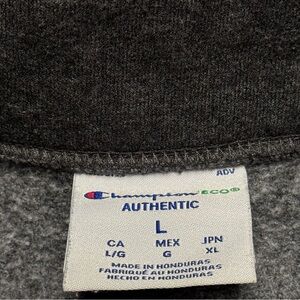 ADV
Champion ECO®
AUTHENTIC
L
CA MEX JPN
L/G G XL
MADE IN HONDURAS
FABRIQUÉ AU HONDURAS
HECHO EN HONDURAS